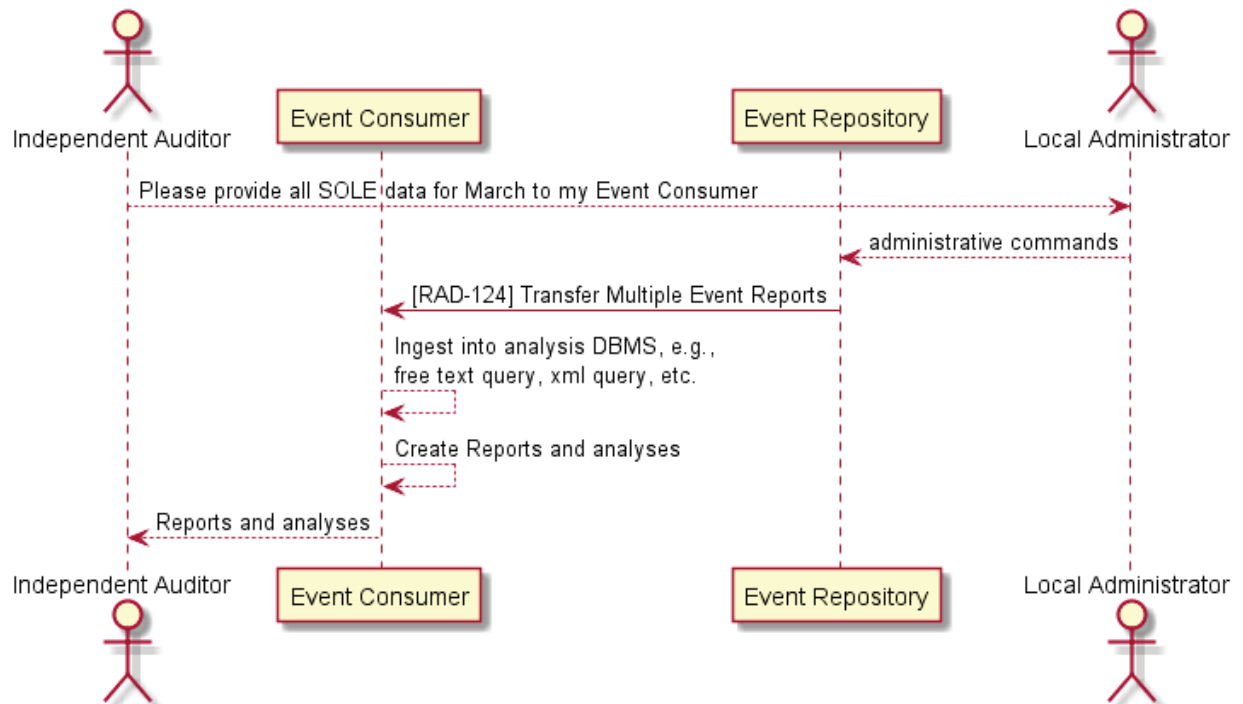 Independent Auditor
Event Consumer
Event Repository
Local Administrator
Please provide all SOLE data for March to my Event Consumer
administrative commands
[RAD-124] Transfer Multiple Event Reports
Ingest into analysis DBMS, e.g.,
free text query, xml query, etc.
Create Reports and analyses
Reports and analyses
Independent Auditor
Event Consumer
Event Repository
Local Administrator